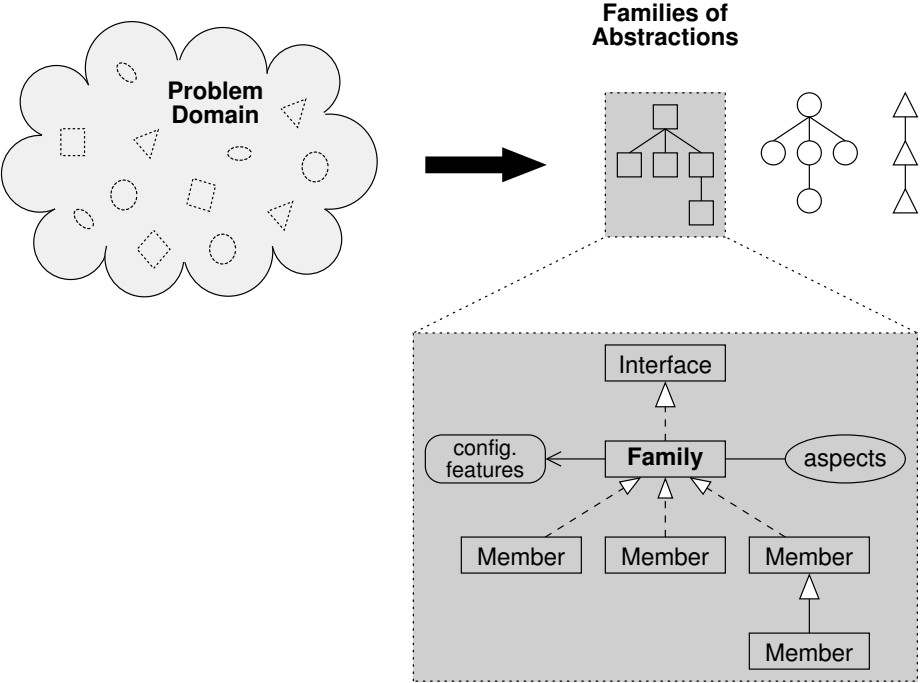 Families of
Abstractions
Problem
Domain
Interface
config.
features
Family
aspects
Member
Member
Member
Member